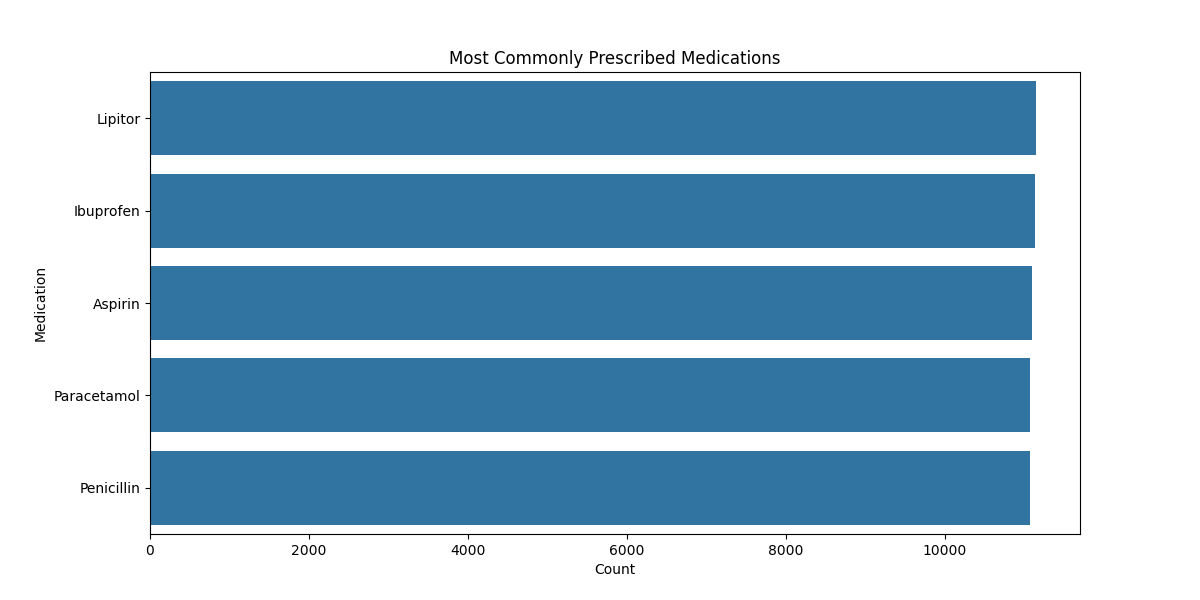 Most Commonly Prescribed Medications
Medication
Lipitor
Ibuprofen
Aspirin
Paracetamol
Penicillin
0 2000 4000 6000 8000 10000
Count